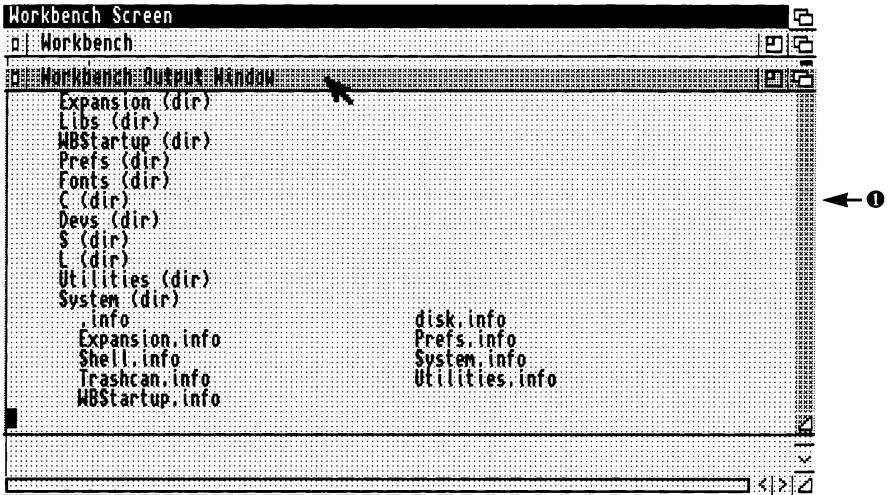 Workbench Screen
Workbench
Workbench Output Window
Expansion (dir)
Libs (dir)
WBStartup (dir)
Prefs (dir)
Fonts (dir)
C (dir)
Devs (dir)
S (dir)
L (dir)
Utilities (dir)
System (dir)
.info disk.info
Expansion.info Prefs.info
Shell.info System.info
Trashcan.info Utilities.info
WBStartup.info
❶